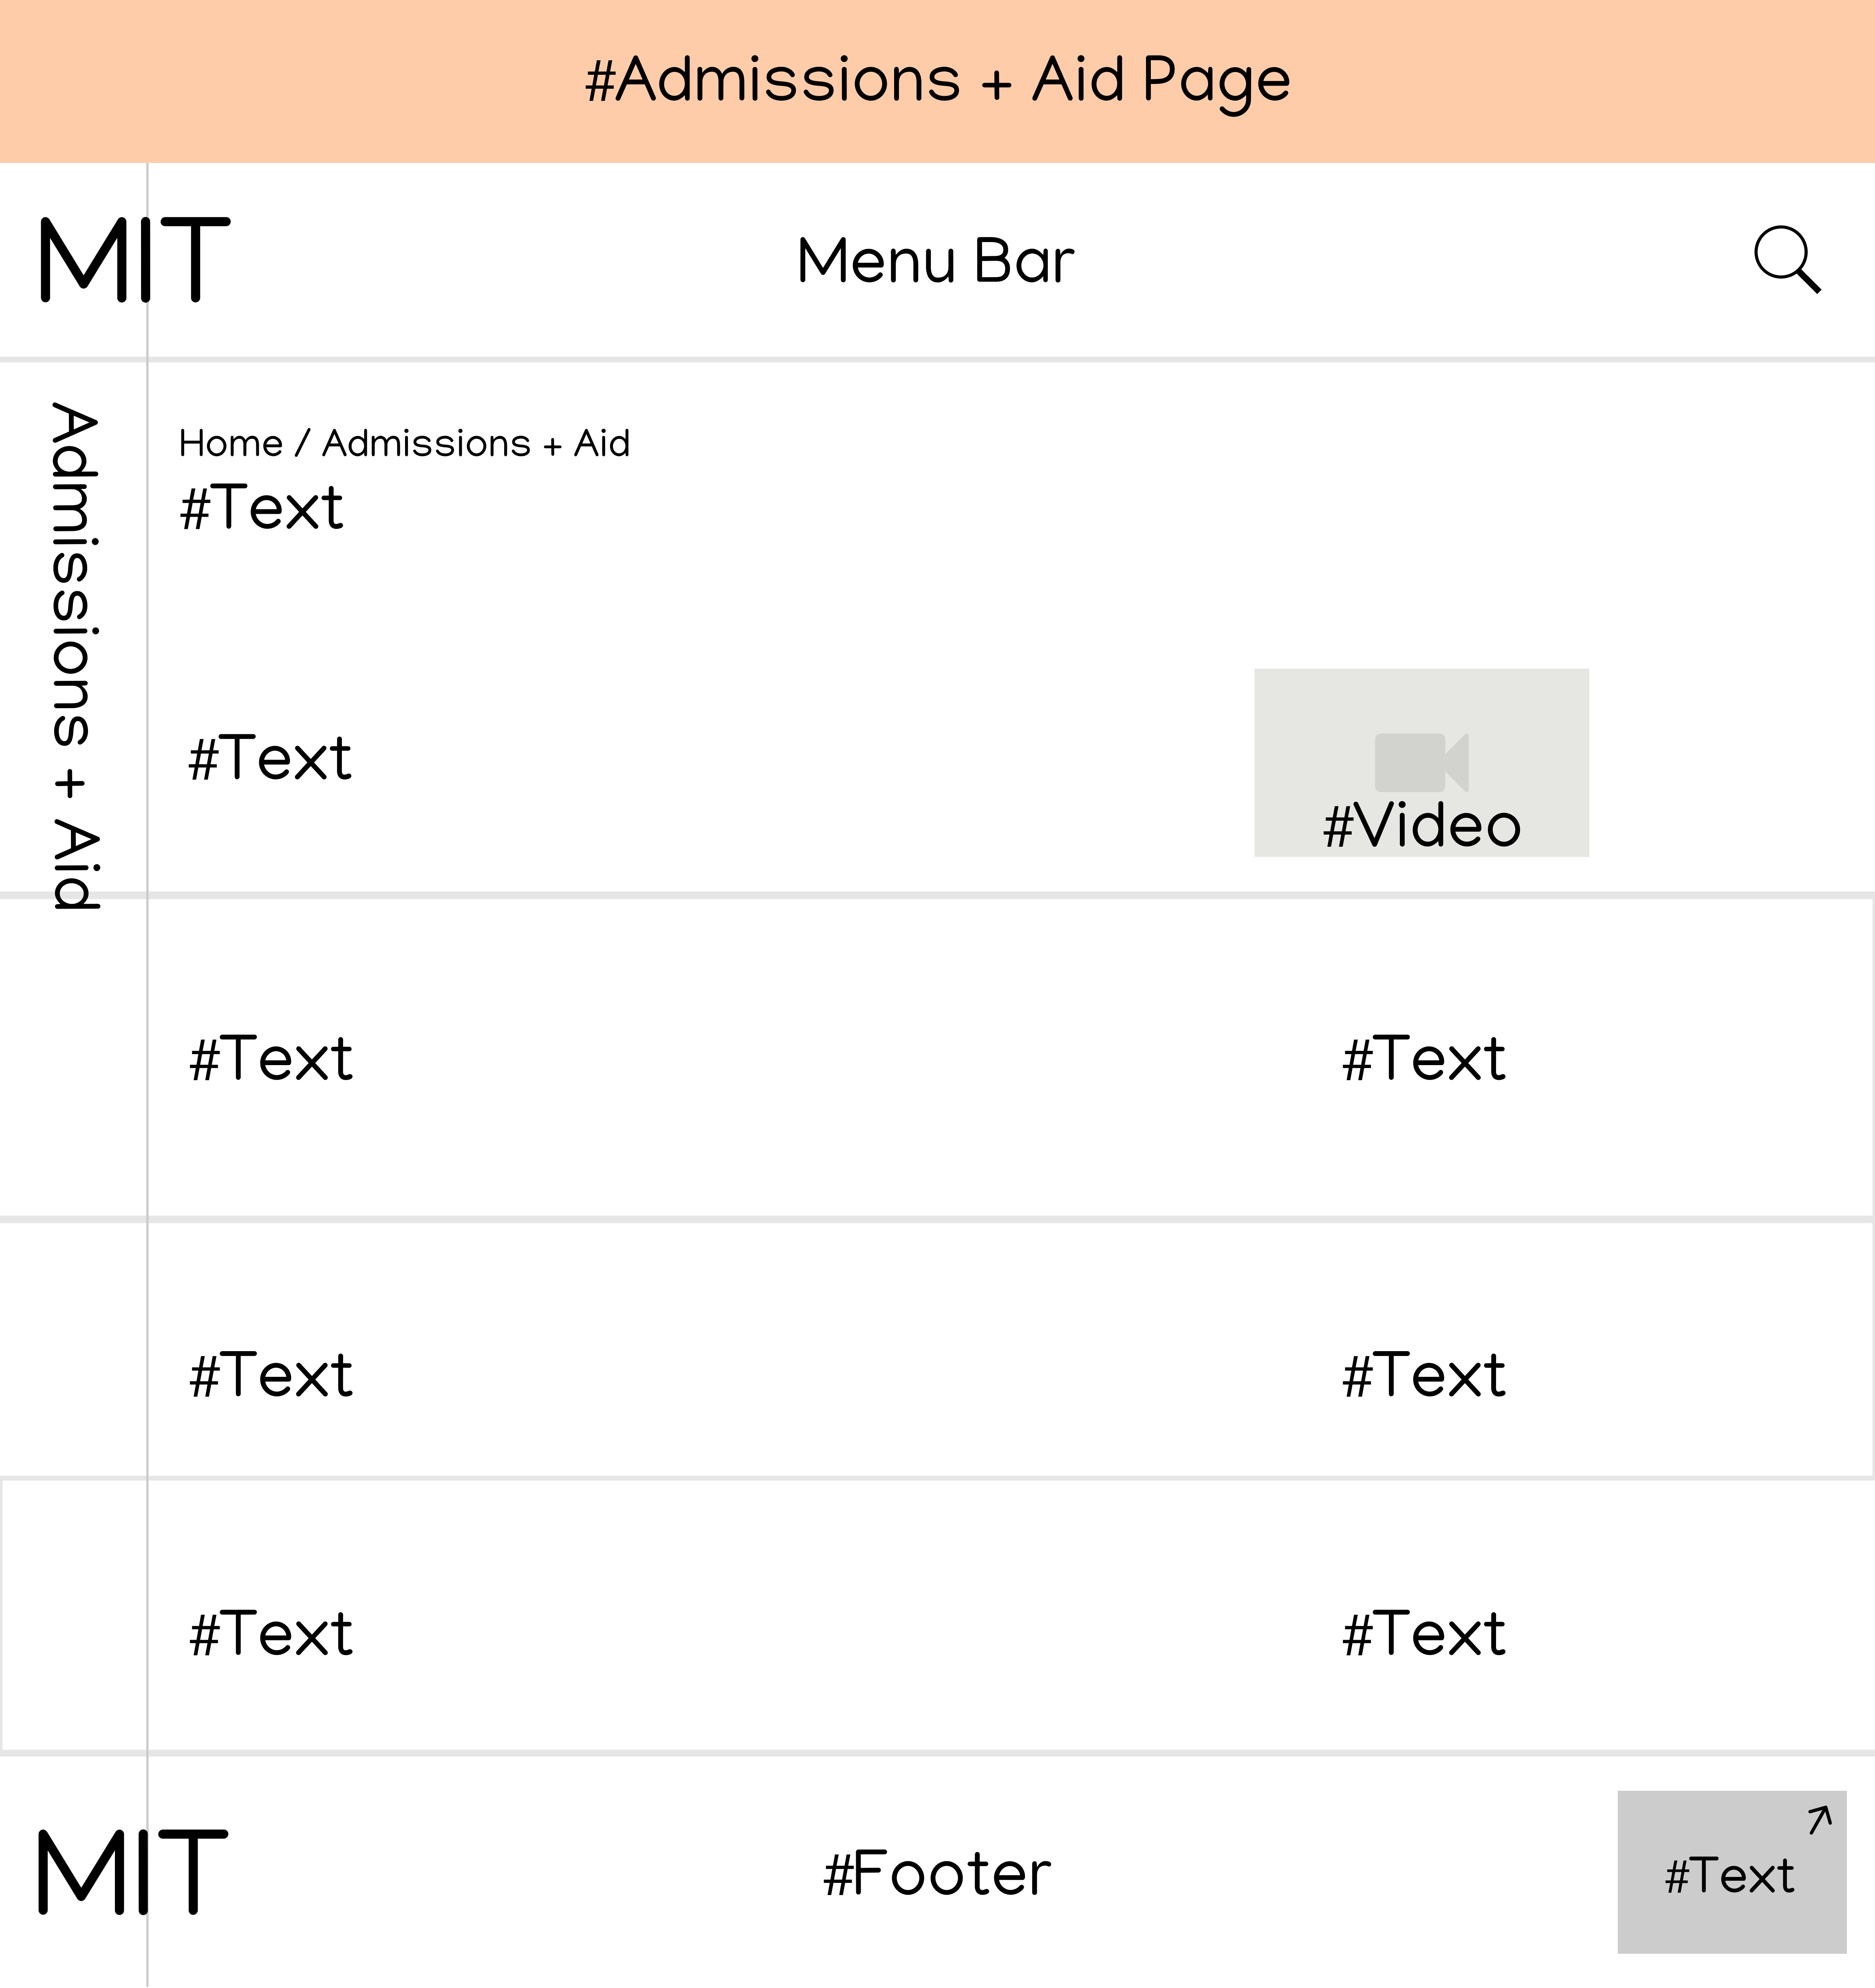 #Admissions + Aid Page
MIT
Menu Bar
Admissions + Aid
Home / Admissions + Aid
#Text
#Text
#Video
#Text
#Text
#Text
#Text
#Text
#Text
MIT
#Footer
#Text